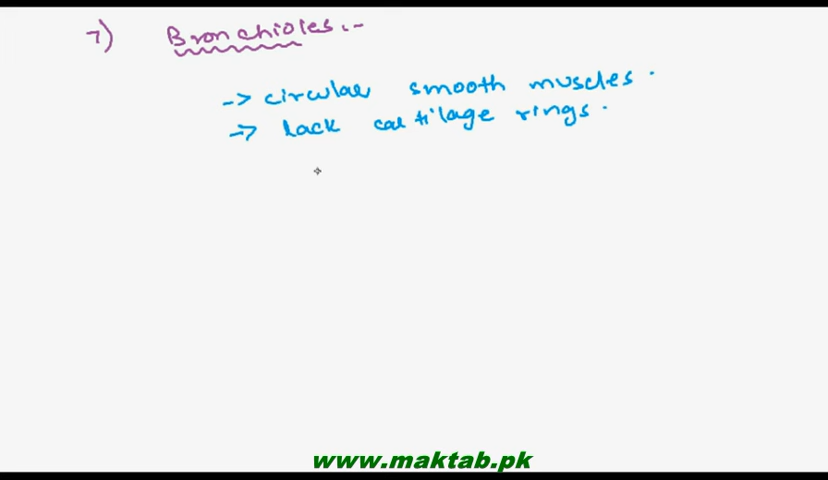 7) Bronchioles:-
-> circular smooth muscles.
-> lack cartilage rings.
www.maktab.pk